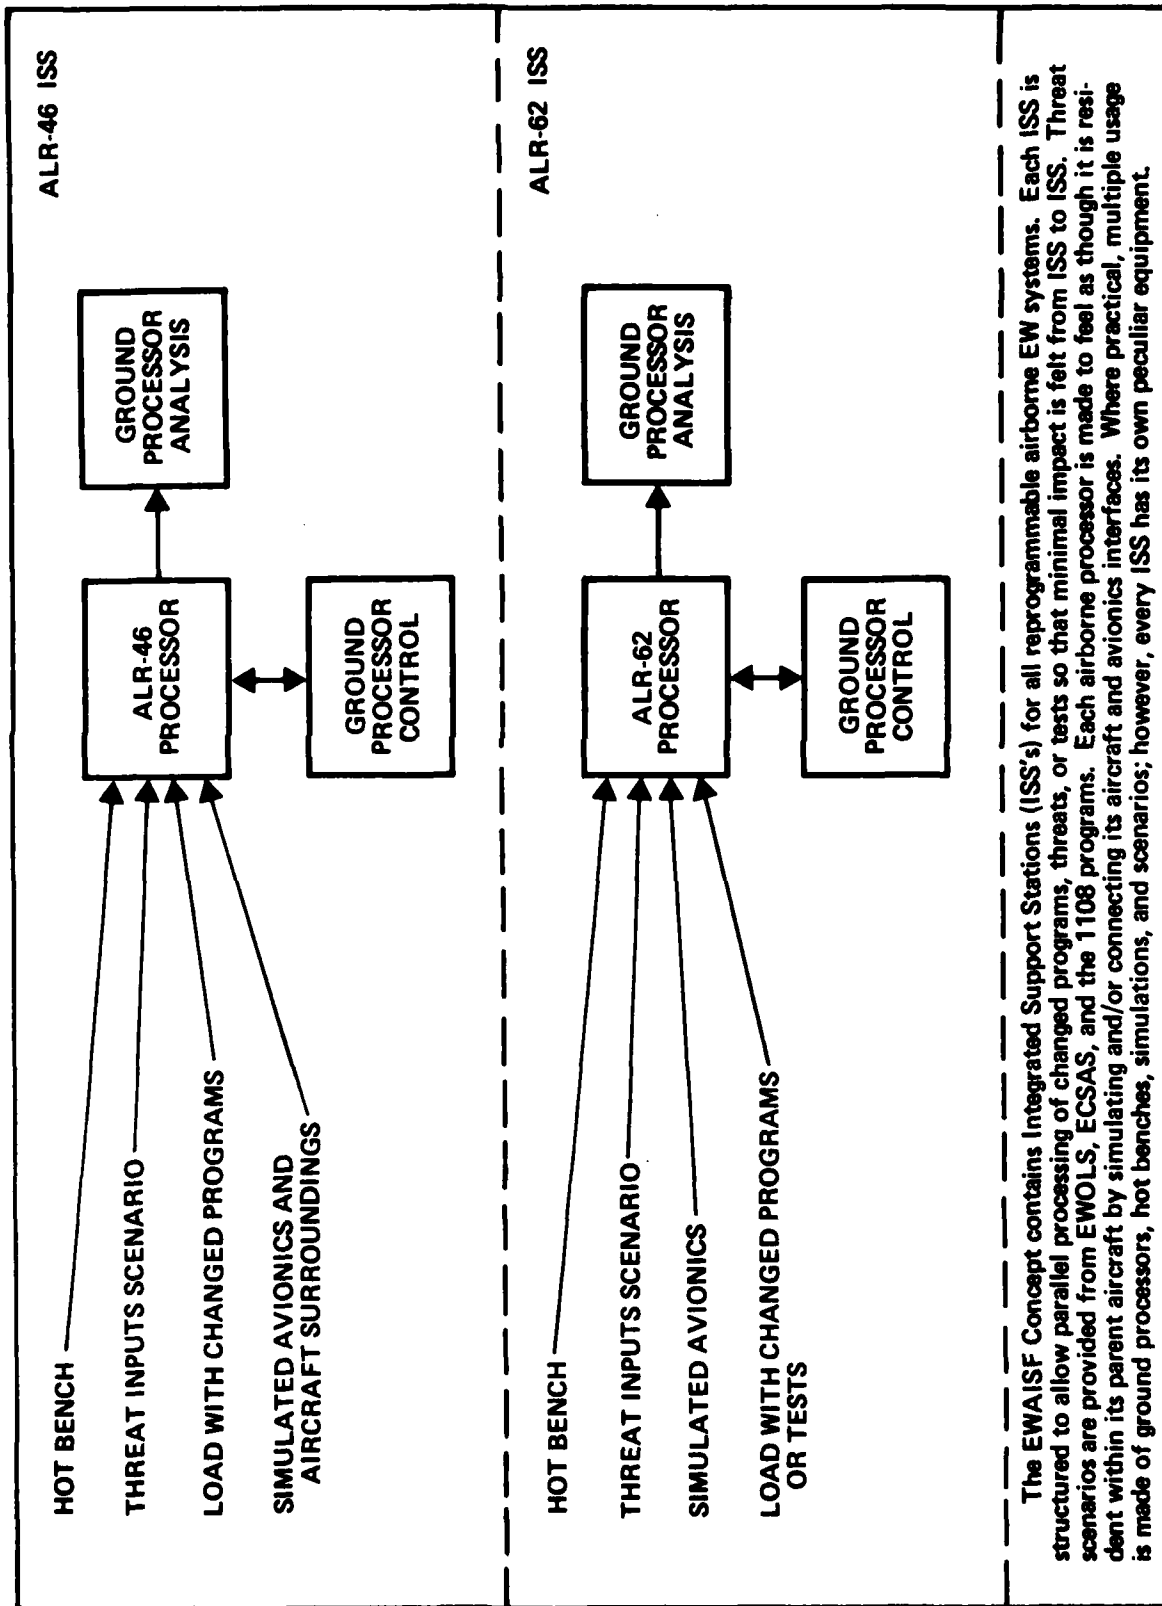 ALR-46 ISS
HOT BENCH
THREAT INPUTS SCENARIO
LOAD WITH CHANGED PROGRAMS
SIMULATED AVIONICS AND
AIRCRAFT SURROUNDINGS
ALR-46
PROCESSOR
GROUND
PROCESSOR
CONTROL
GROUND
PROCESSOR
ANALYSIS
ALR-62 ISS
HOT BENCH
THREAT INPUTS SCENARIO
SIMULATED AVIONICS
LOAD WITH CHANGED PROGRAMS
OR TESTS
ALR-62
PROCESSOR
GROUND
PROCESSOR
CONTROL
GROUND
PROCESSOR
ANALYSIS
The EWAISF Concept contains Integrated Support Stations (ISS's) for all reprogrammable airborne EW systems. Each ISS is
structured to allow parallel processing of changed programs, threats, or tests so that minimal impact is felt from ISS to ISS. Threat
scenarios are provided from EWOLS, ECSAS, and the 1108 programs. Each airborne processor is made to feel as though it is resi-
dent within its parent aircraft by simulating and/or connecting its aircraft and avionics interfaces. Where practical, multiple usage
is made of ground processors, hot benches, simulations, and scenarios; however, every ISS has its own peculiar equipment.